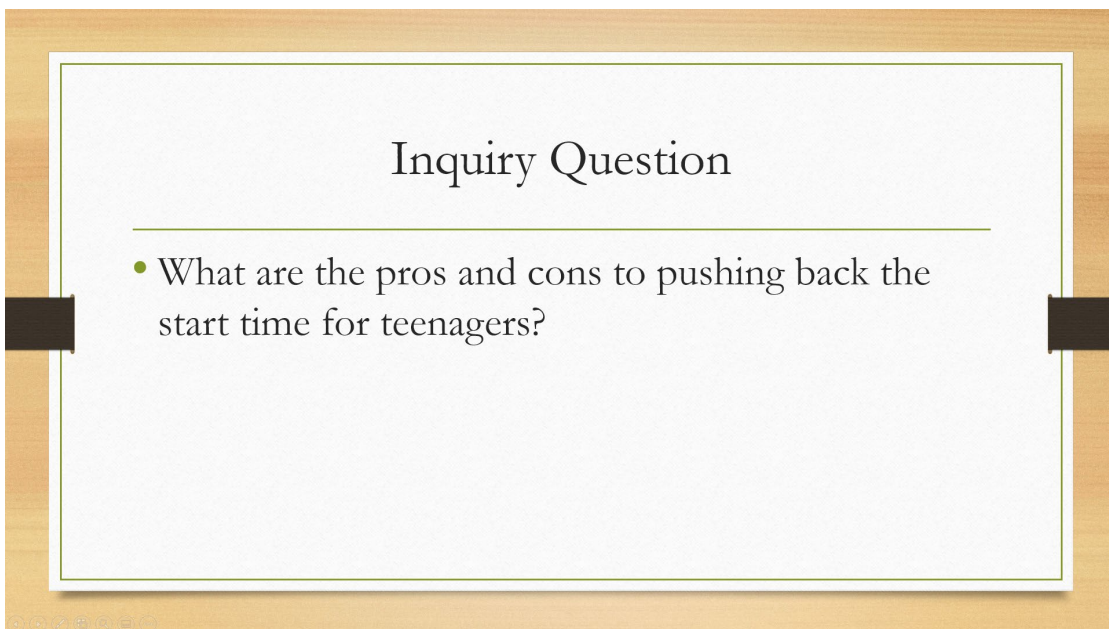 Inquiry Question
• What are the pros and cons to pushing back the
start time for teenagers?